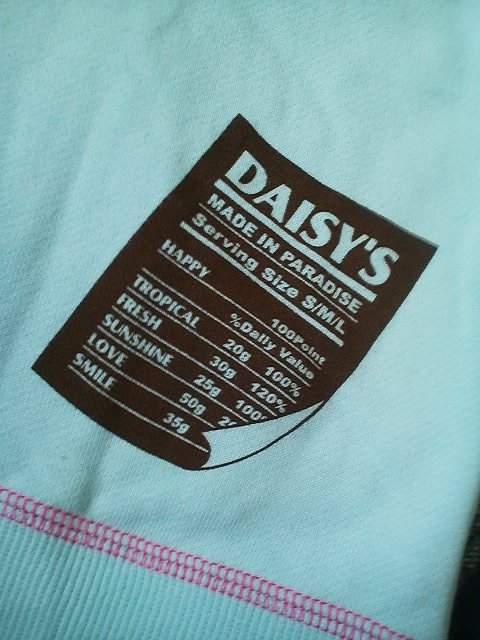 DAISY'S
MADE IN PARADISE
Serving Size S/M/L
HAPPY 100Point
%Daily Value
TROPICAL 20g 100%
FRESH 30g 120%
SUNSHINE 25g 100%
LOVE 50g
SMILE 35g